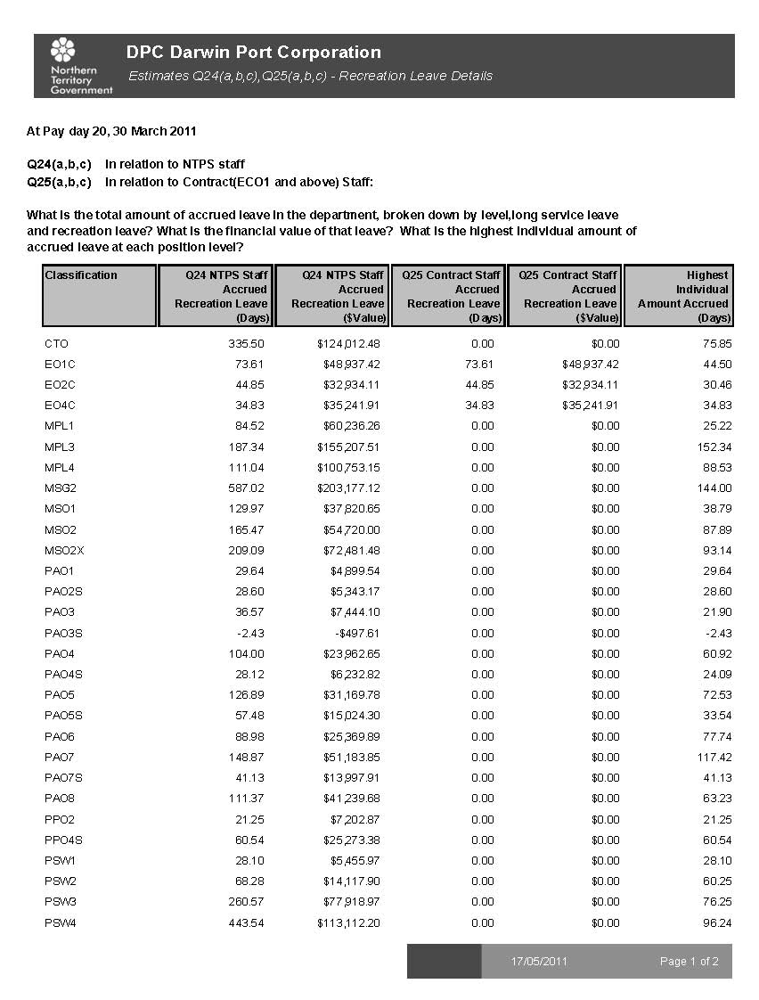 Northern
Territory
Government
DPC Darwin Port Corporation
Estimates Q24(a,b,c),Q25(a,b,c) - Recreation Leave Details
At Pay day 20, 30 March 2011
Q24(a,b,c) In relation to NTPS staff
Q25(a,b,c) In relation to Contract(ECO1 and above) Staff:
What is the total amount of accrued leave in the department, broken down by level,long service leave
and recreation leave? What is the financial value of that leave? What is the highest individual amount of
accrued leave at each position level?
Classification Q24 NTPS Staff Q24 NTPS Staff Q25 Contract Staff Q25 Contract Staff Highest
Accrued Accrued Accrued Accrued Individual
Recreation Leave Recreation Leave Recreation Leave Recreation Leave Amount Accrued
(Days) ($Value) (Days) ($Value) (Days)
CTO 335.50 $124,012.48 0.00 $0.00 75.85
EO1C 73.61 $48,937.42 73.61 $48,937.42 44.50
EO2C 44.85 $32,934.11 44.85 $32,934.11 30.46
EO4C 34.83 $35,241.91 34.83 $35,241.91 34.83
MPL1 84.52 $60,236.26 0.00 $0.00 25.22
MPL3 187.34 $155,207.51 0.00 $0.00 152.34
MPL4 111.04 $100,753.15 0.00 $0.00 88.53
MSG2 587.02 $203,177.12 0.00 $0.00 144.00
MSO1 129.97 $37,820.65 0.00 $0.00 38.79
MSO2 165.47 $54,720.00 0.00 $0.00 87.89
MSO2X 209.09 $72,481.48 0.00 $0.00 93.14
PAO1 29.64 $4,899.54 0.00 $0.00 29.64
PAO2S 28.60 $5,343.17 0.00 $0.00 28.60
PAO3 36.57 $7,444.10 0.00 $0.00 21.90
PAO3S -2.43 -$497.61 0.00 $0.00 -2.43
PAO4 104.00 $23,962.65 0.00 $0.00 60.92
PAO4S 28.12 $6,232.82 0.00 $0.00 24.09
PAO5 126.89 $31,169.78 0.00 $0.00 72.53
PAO5S 57.48 $15,024.30 0.00 $0.00 33.54
PAO6 88.98 $25,369.89 0.00 $0.00 77.74
PAO7 148.87 $51,183.85 0.00 $0.00 117.42
PAO7S 41.13 $13,997.91 0.00 $0.00 41.13
PAO8 111.37 $41,239.68 0.00 $0.00 63.23
PPO2 21.25 $7,202.87 0.00 $0.00 21.25
PPO4S 60.54 $25,273.38 0.00 $0.00 60.54
PSW1 28.10 $5,455.97 0.00 $0.00 28.10
PSW2 68.28 $14,117.90 0.00 $0.00 60.25
PSW3 260.57 $77,918.97 0.00 $0.00 76.25
PSW4 443.54 $113,112.20 0.00 $0.00 96.24
17/05/2011 Page 1 of 2